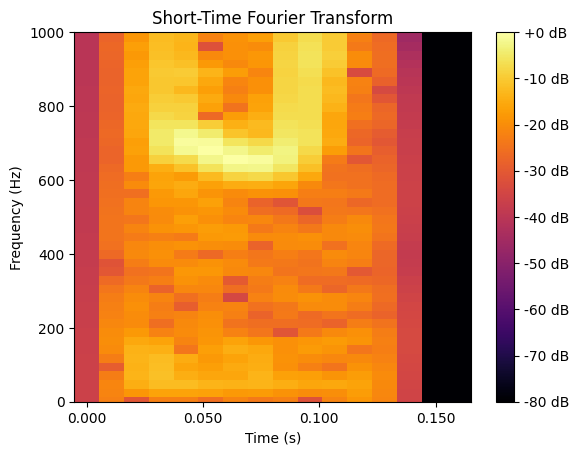 Short-Time Fourier Transform
1000
800
600
400
200
0
Frequency (Hz)
0.000
0.050
0.100
0.150
Time (s)
+0 dB
-10 dB
-20 dB
-30 dB
-40 dB
-50 dB
-60 dB
-70 dB
-80 dB